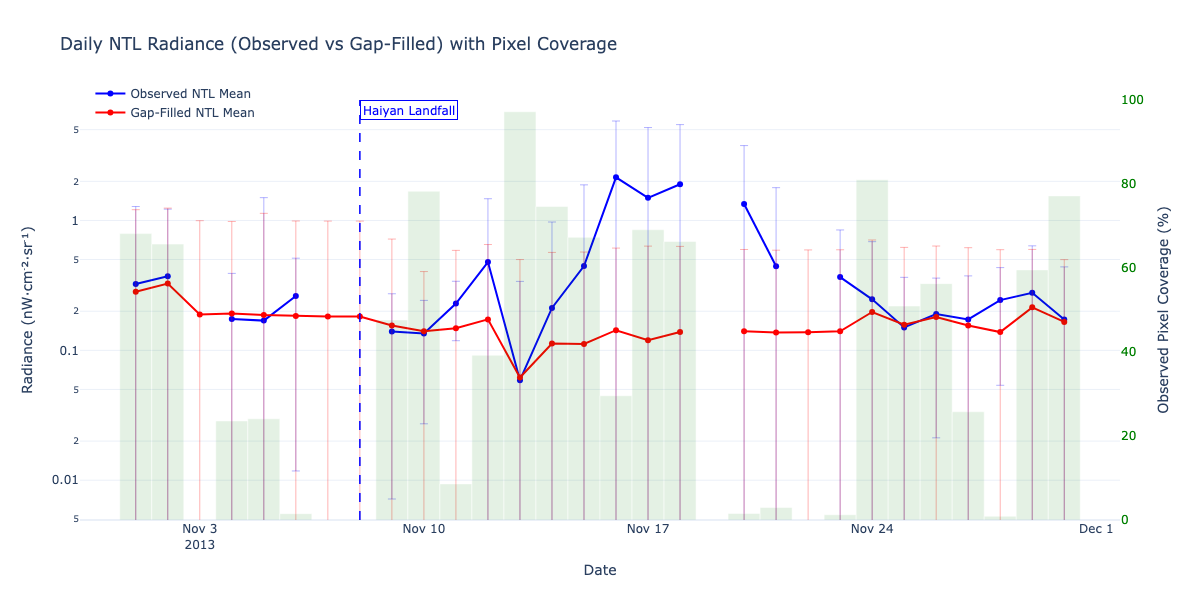 Daily NTL Radiance (Observed vs Gap-Filled) with Pixel Coverage
Observed NTL Mean
Gap-Filled NTL Mean
Haiyan Landfall
Radiance (nW·cm⁻²·sr⁻¹)
5
2
1
5
2
0.1
5
2
0.01
5
100
80
60
40
20
0
Observed Pixel Coverage (%)
Nov 3
2013
Nov 10
Nov 17
Nov 24
Dec 1
Date